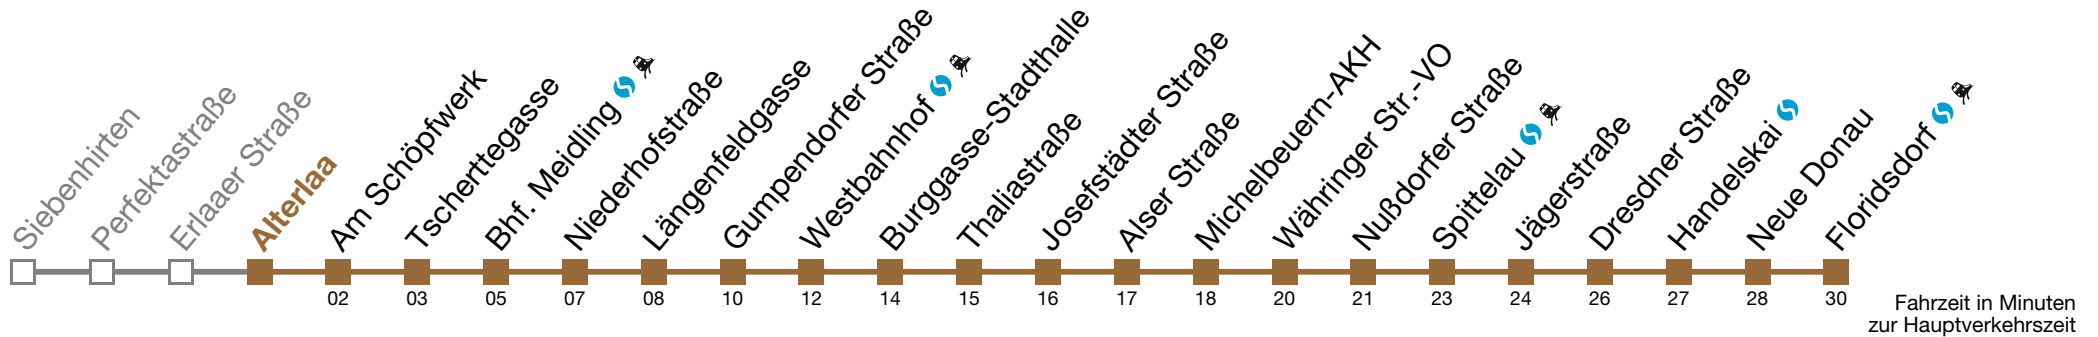 Siebenhirten
Perfektastraße
Erlaaer Straße
Alterlaa
Am Schöpfwerk
Tscherttegasse
Bhf. Meidling
Niederhofstraße
Längenfeldgasse
Gumpendorfer Straße
Westbahnhof
Burggasse-Stadthalle
Thaliastraße
Josefstädter Straße
Alser Straße
Michelbeuern-AKH
Währinger Str.-VO
Nußdorfer Straße
Spittelau
Jägerstraße
Dresdner Straße
Handelskai
Neue Donau
Floridsdorf
02 03 05 07 08 10 12 14 15 16 17 18 20 21 23 24 26 27 28 30
Fahrzeit in Minuten
zur Hauptverkehrszeit